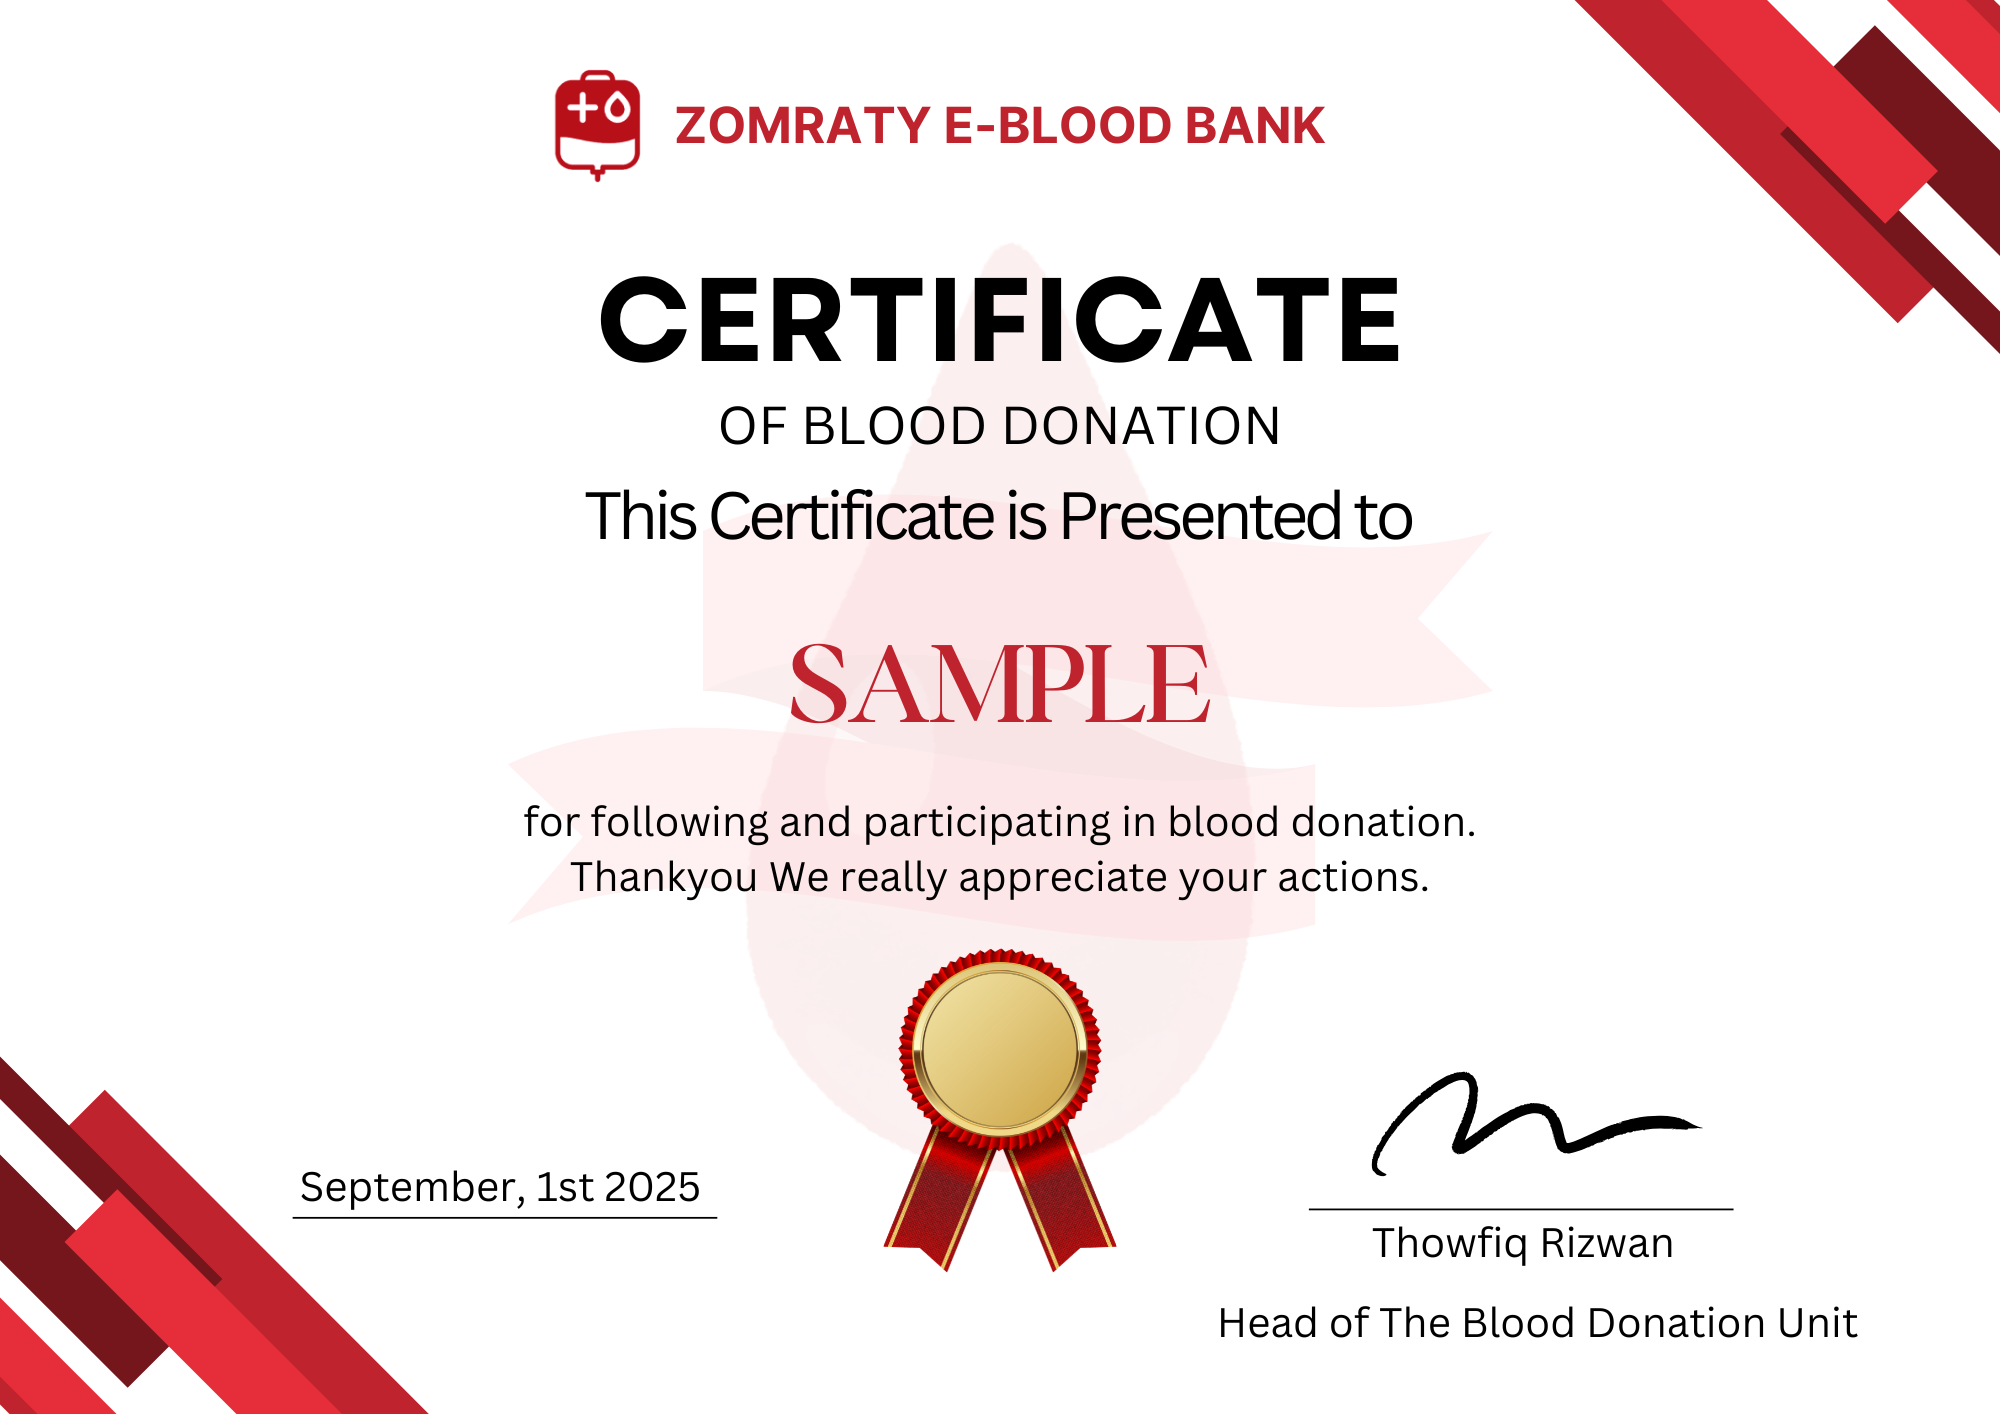 ZOMRATY E-BLOOD BANK
CERTIFICATE
OF BLOOD DONATION
This Certificate is Presented to
SAMPLE
for following and participating in blood donation.
Thankyou We really appreciate your actions.
September, 1st 2025
Thowfiq Rizwan
Head of The Blood Donation Unit